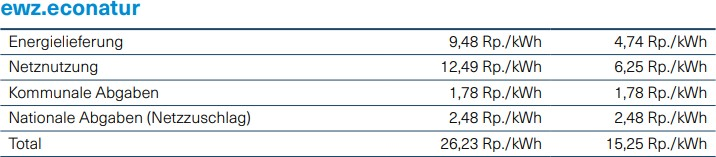 ewz.econatur
Energielieferung 9,48 Rp./kWh 4,74 Rp./kWh
Netznutzung 12,49 Rp./kWh 6,25 Rp./kWh
Kommunale Abgaben 1,78 Rp./kWh 1,78 Rp./kWh
Nationale Abgaben (Netzzuschlag) 2,48 Rp./kWh 2,48 Rp./kWh
Total 26,23 Rp./kWh 15,25 Rp./kWh